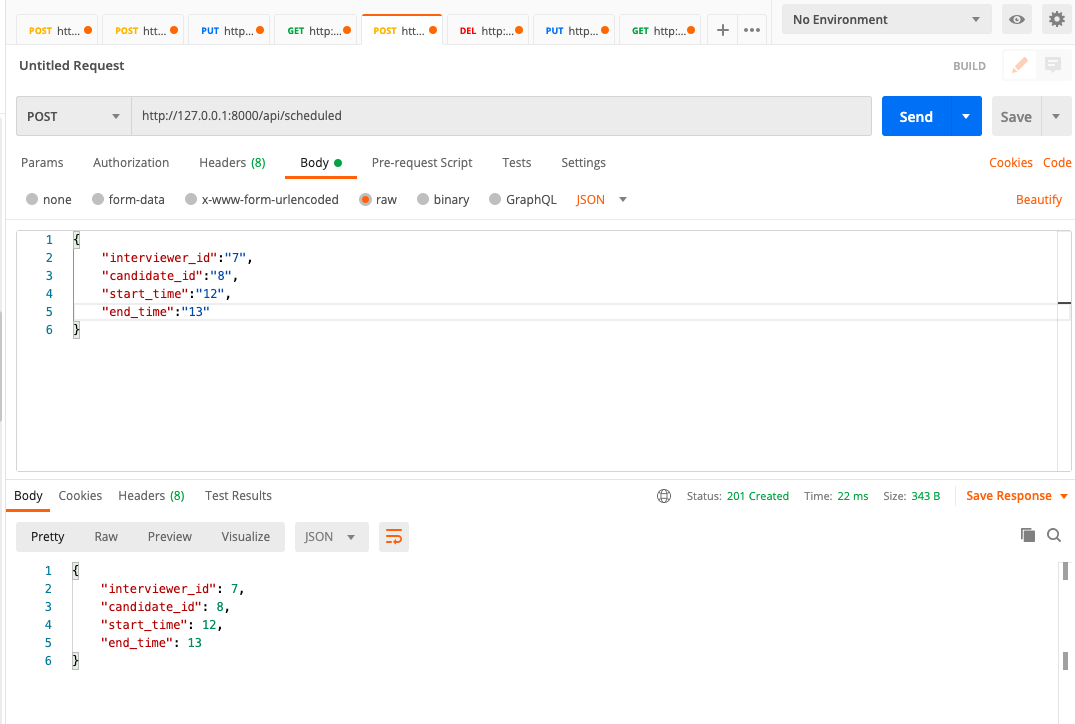 POST htt... POST htt... PUT http... GET http:... POST htt... DEL http:... PUT http... GET http:... + ••• No Environment
Untitled Request BUILD
POST http://127.0.0.1:8000/api/scheduled Send Save
Params Authorization Headers (8) Body Pre-request Script Tests Settings Cookies Code
none form-data x-www-form-urlencoded raw binary GraphQL JSON Beautify
1 {
2 "interviewer_id":"7",
3 "candidate_id":"8",
4 "start_time":"12",
5 "end_time":"13"
6 }
Body Cookies Headers (8) Test Results Status: 201 Created Time: 22 ms Size: 343 B Save Response
Pretty Raw Preview Visualize JSON
1 {
2 "interviewer_id": 7,
3 "candidate_id": 8,
4 "start_time": 12,
5 "end_time": 13
6 }